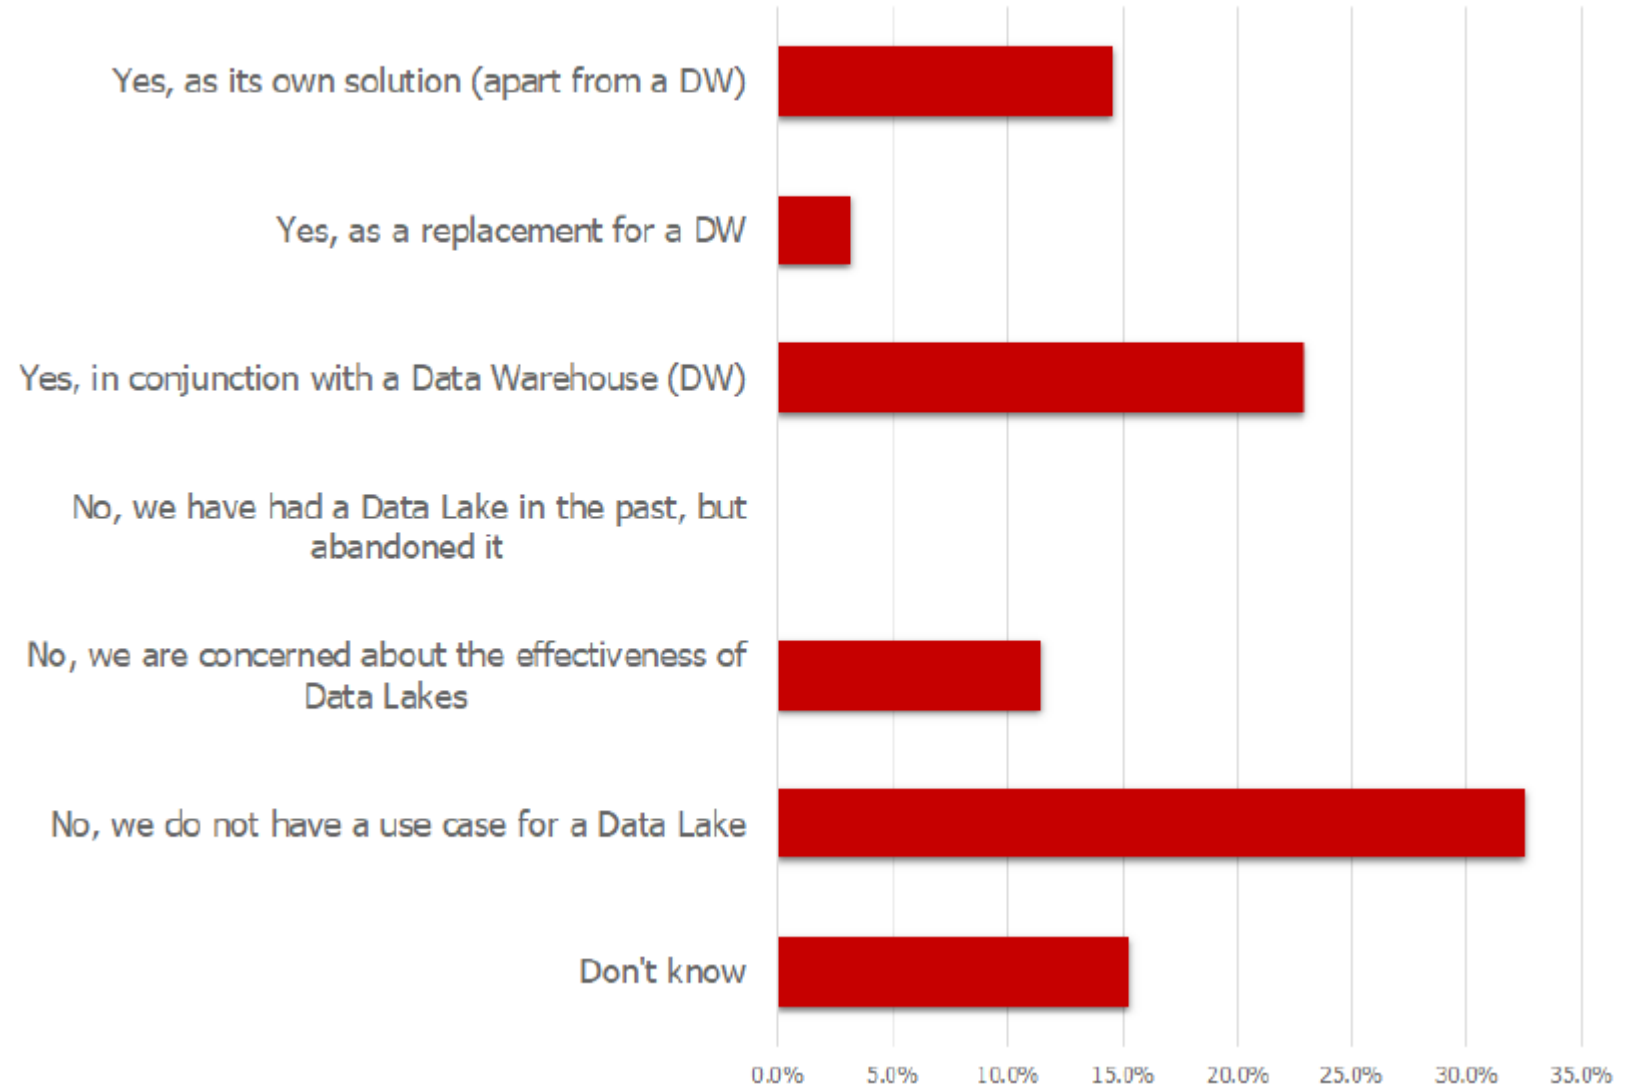 Yes, as its own solution (apart from a DW)
Yes, as a replacement for a DW
Yes, in conjunction with a Data Warehouse (DW)
No, we have had a Data Lake in the past, but
abandoned it
No, we are concerned about the effectiveness of
Data Lakes
No, we do not have a use case for a Data Lake
Don't know
0.0% 5.0% 10.0% 15.0% 20.0% 25.0% 30.0% 35.0%